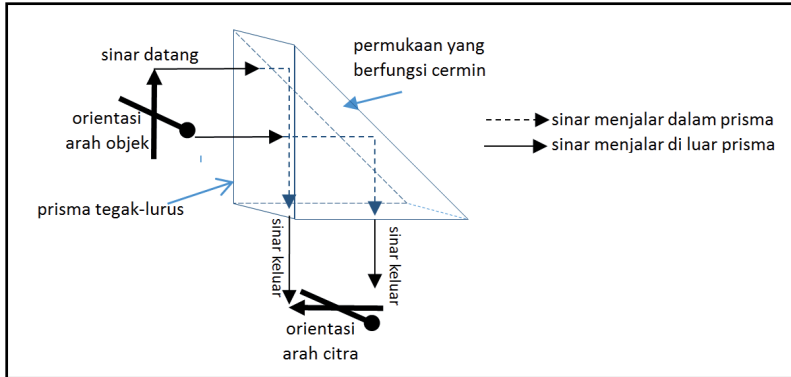 sinar datang
permukaan yang
berfungsi cermin
orientasi
arah objek
sinar menjalar dalam prisma
sinar menjalar di luar prisma
prisma tegak-lurus
sinar keluar
sinar keluar
orientasi
arah citra